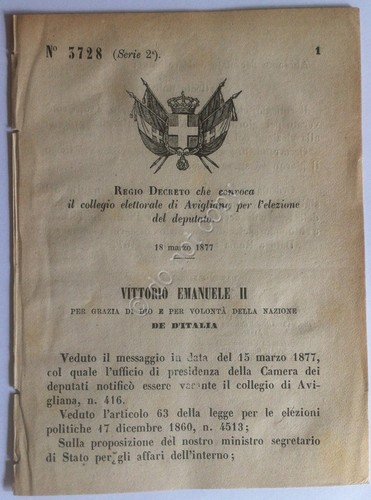 N° 3728 (Serie 2ª). 1
REGIO DECRETO che convoca
il collegio elettorale di Avigliana per l'elezione
del deputato.
18 marzo 1877
VITTORIO EMANUELE II
PER GRAZIA DI DIO E PER VOLONTÀ DELLA NAZIONE
RE D'ITALIA
Veduto il messaggio in data del 15 marzo 1877,
col quale l'ufficio di presidenza della Camera dei
deputati notificò essere vacante il collegio di Avi-
gliana, n. 416.
Veduto l'articolo 63 della legge per le elezioni
politiche 17 dicembre 1860, n. 4513;
Sulla proposizione del nostro ministro segretario
di Stato per gli affari dell'interno;